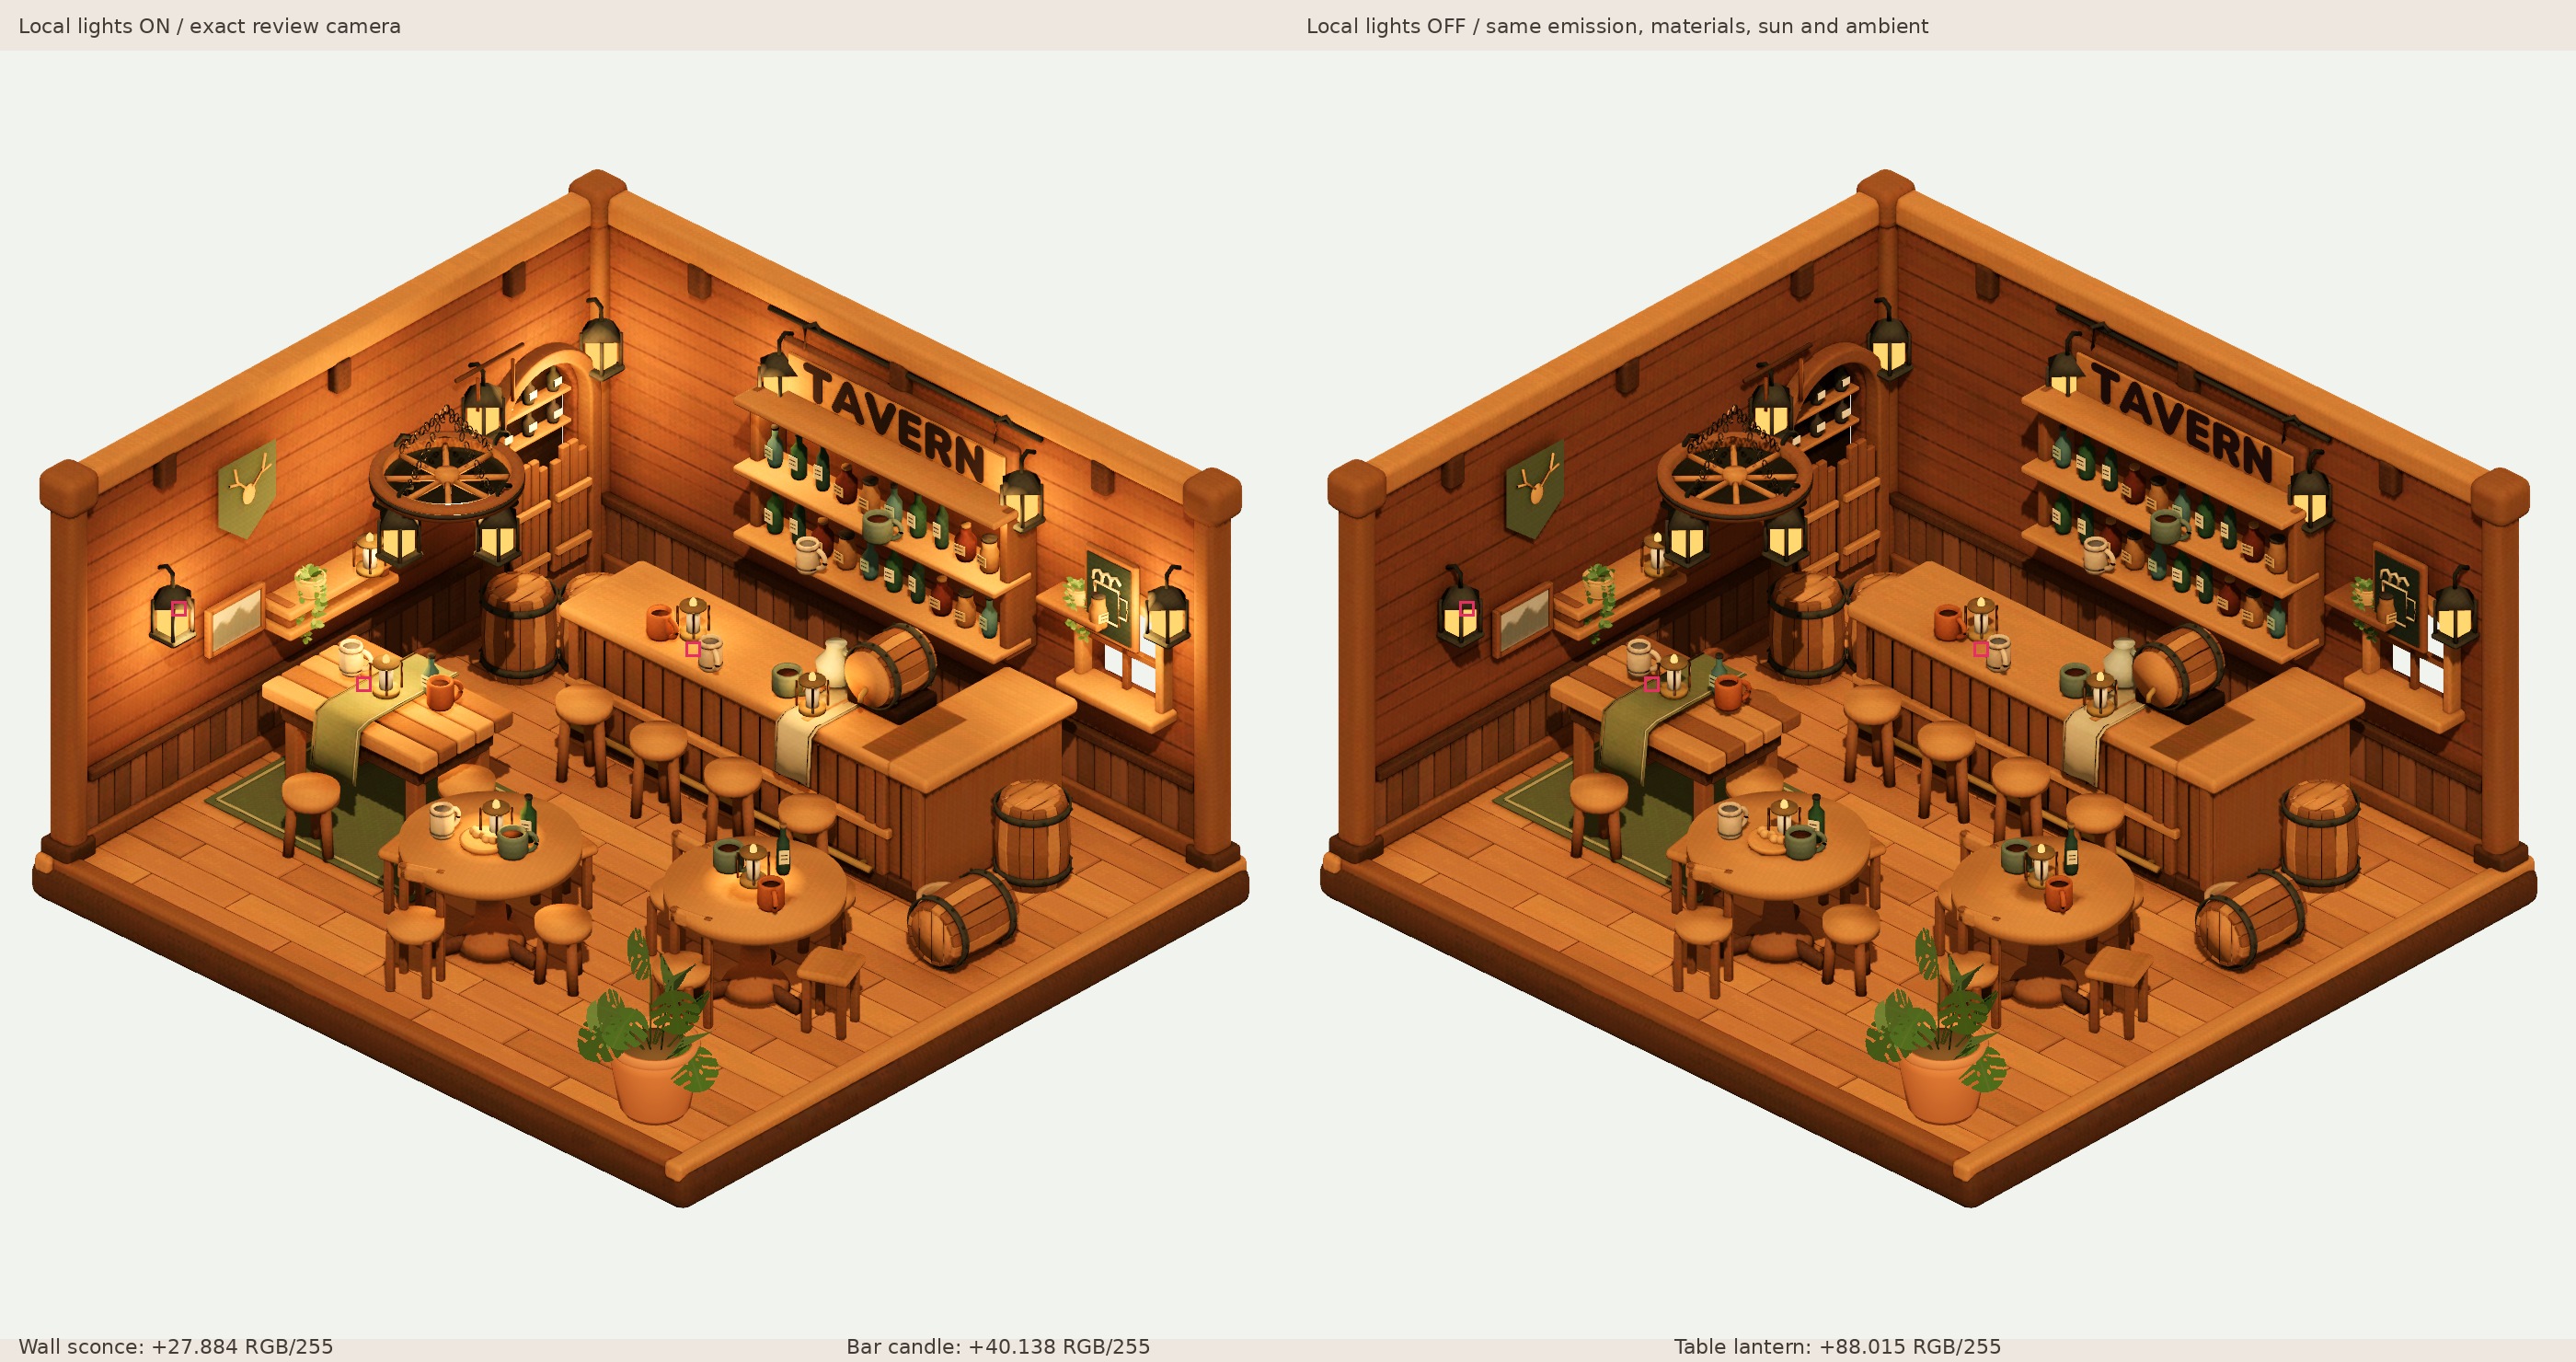 Local lights ON / exact review camera
Local lights OFF / same emission, materials, sun and ambient
TAVERN
TAVERN
Wall sconce: +27.884 RGB/255
Bar candle: +40.138 RGB/255
Table lantern: +88.015 RGB/255